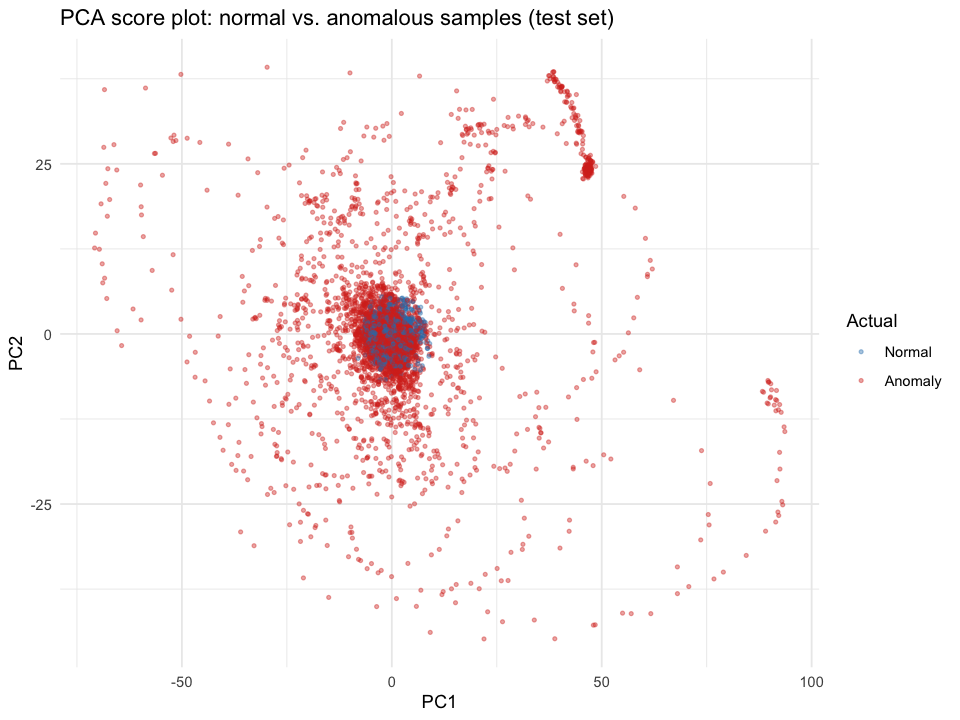 PCA score plot: normal vs. anomalous samples (test set)
PC2
25
0
-25
-50
0
50
100
PC1
Actual
Normal
Anomaly